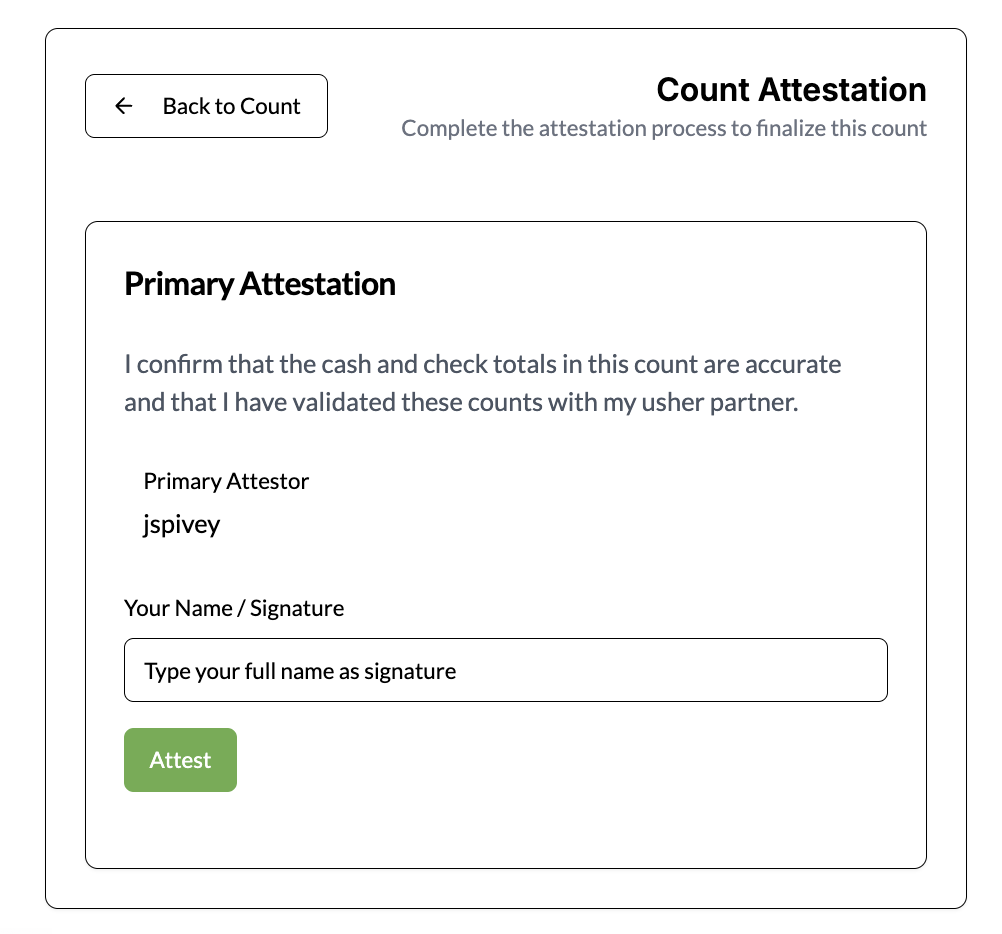 Back to Count
Count Attestation
Complete the attestation process to finalize this count
Primary Attestation
I confirm that the cash and check totals in this count are accurate
and that I have validated these counts with my usher partner.
Primary Attestor
jspivey
Your Name / Signature
Type your full name as signature
Attest